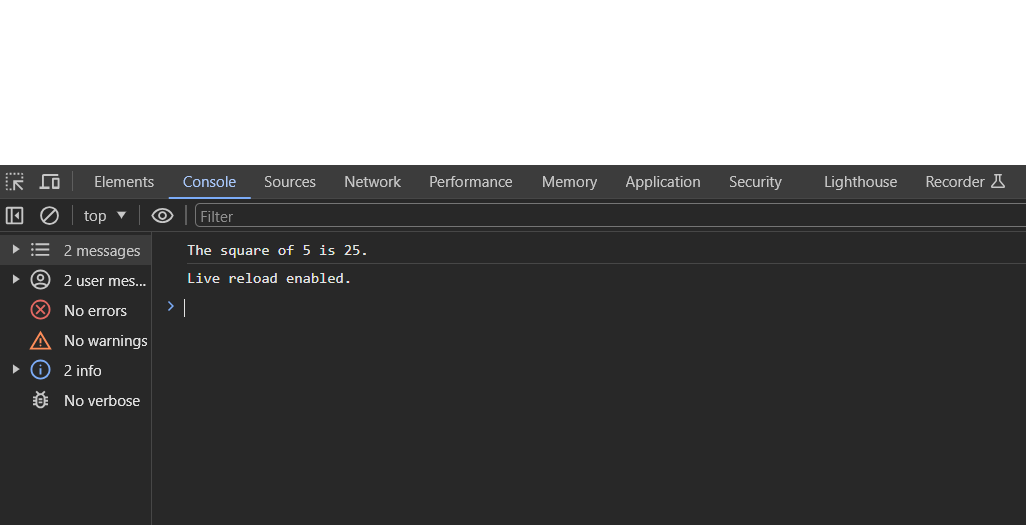 Elements Console Sources Network Performance Memory Application Security Lighthouse Recorder
top Filter
2 messages
2 user mes...
No errors
No warnings
2 info
No verbose
The square of 5 is 25.
Live reload enabled.
>